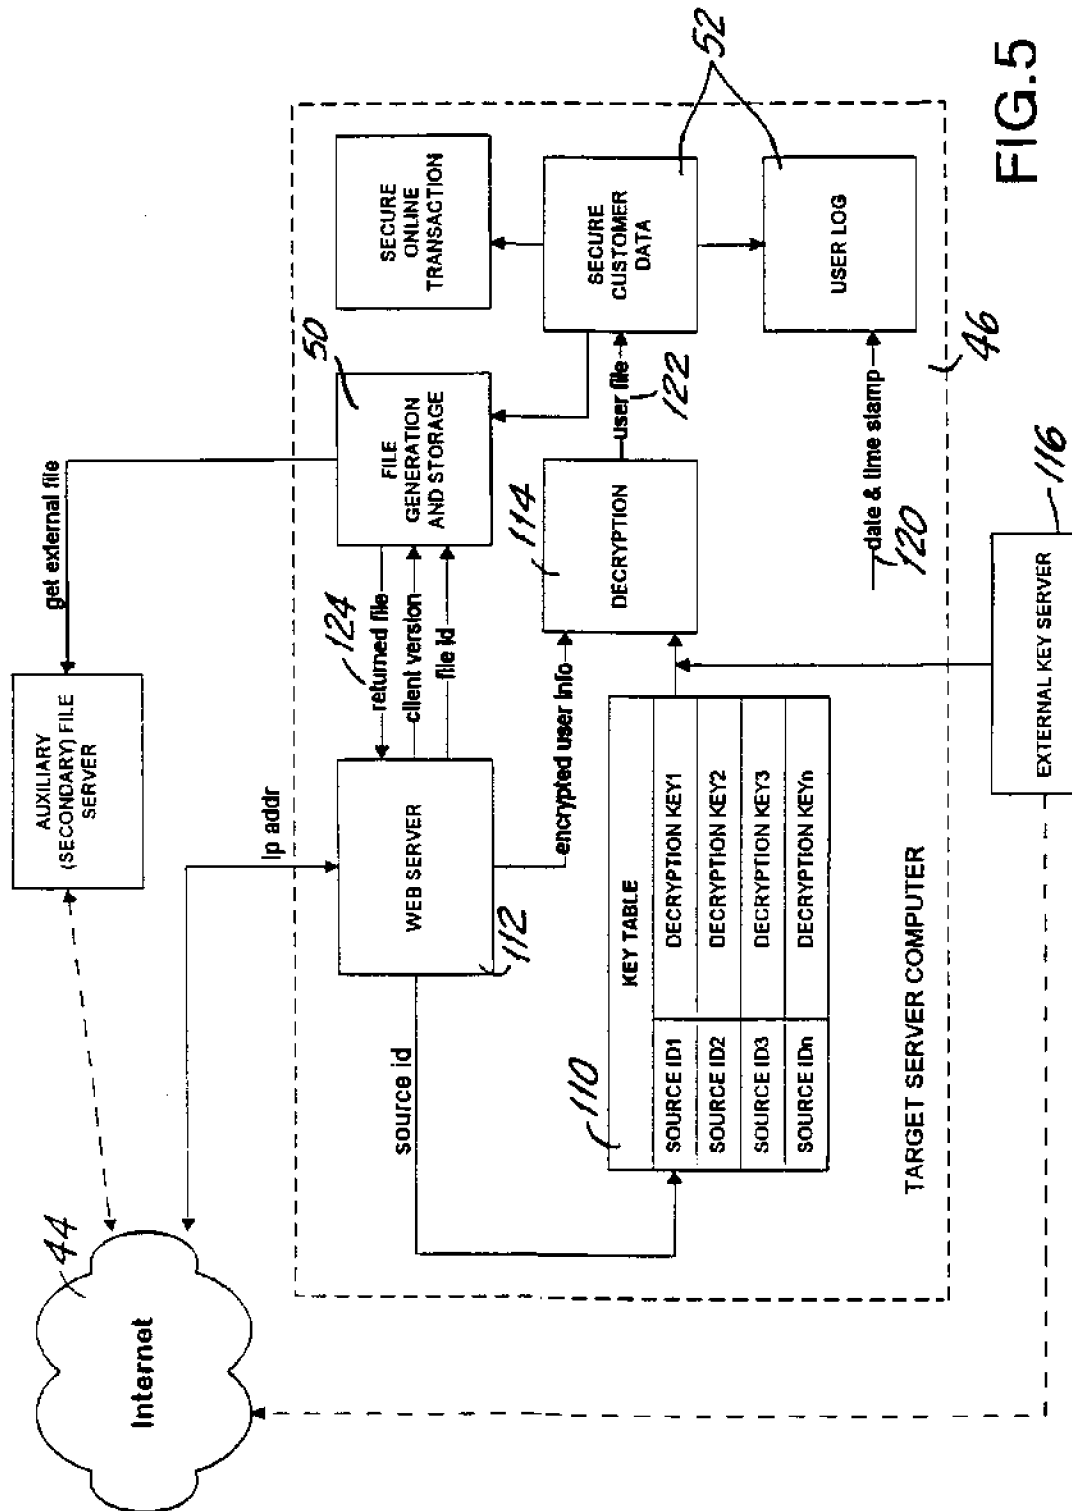 Internet
44
AUXILIARY
(SECONDARY) FILE
SERVER
get external file
Ip addr
50
FILE
GENERATION
AND STORAGE
SECURE
ONLINE
TRANSACTION
WEB SERVER
112
124
returned file
client version
file id
source id
encrypted user info
114
DECRYPTION
user file
122
SECURE
CUSTOMER
DATA
52
110
KEY TABLE
SOURCE ID1
DECRYPTION KEY1
SOURCE ID2
DECRYPTION KEY2
SOURCE ID3
DECRYPTION KEY3
SOURCE IDn
DECRYPTION KEYn
USER LOG
date & time stamp
120
TARGET SERVER COMPUTER
46
EXTERNAL KEY SERVER
116
FIG.5